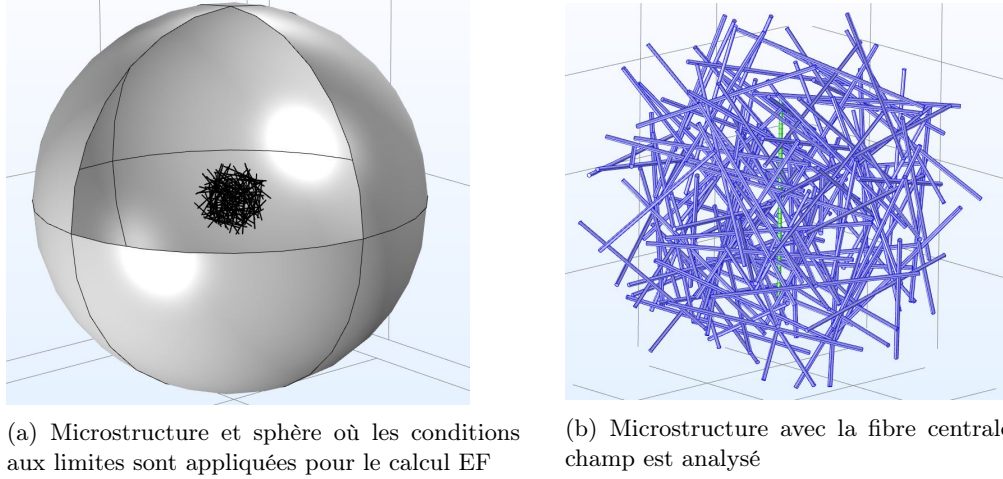 (a) Microstructure et sphère où les conditions
aux limites sont appliquées pour le calcul EF
(b) Microstructure avec la fibre centrale
champ est analysé